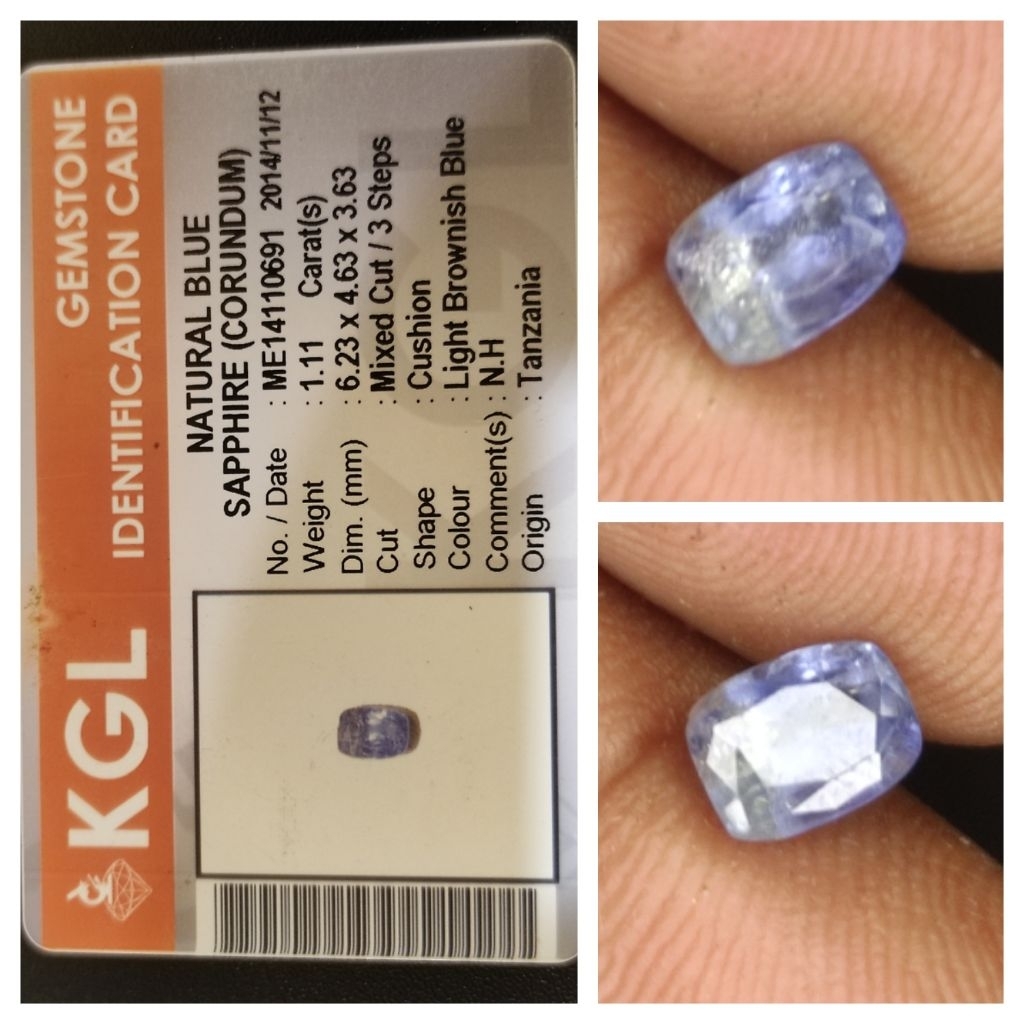 KGL
GEMSTONE
IDENTIFICATION CARD
NATURAL BLUE
SAPPHIRE (CORUNDUM)
No. / Date : ME14110691 2014/11/12
Weight : 1.11 Carat(s)
Dim. (mm) : 6.23 x 4.63 x 3.63
Cut : Mixed Cut / 3 Steps
Shape : Cushion
Colour : Light Brownish Blue
Comment(s) : N.H
Origin : Tanzania